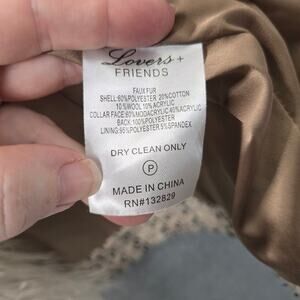 Lovers +
FRIENDS
FAUX FUR
SHELL:60%POLYESTER 20%COTTON
10%WOOL 10%ACRYLIC
COLLAR FACE:60%MODACRYLIC 40%ACRYLIC
BACK:100%POLYESTER
LINING:95%POLYESTER 5%SPANDEX
DRY CLEAN ONLY
P
MADE IN CHINA
RN#132829